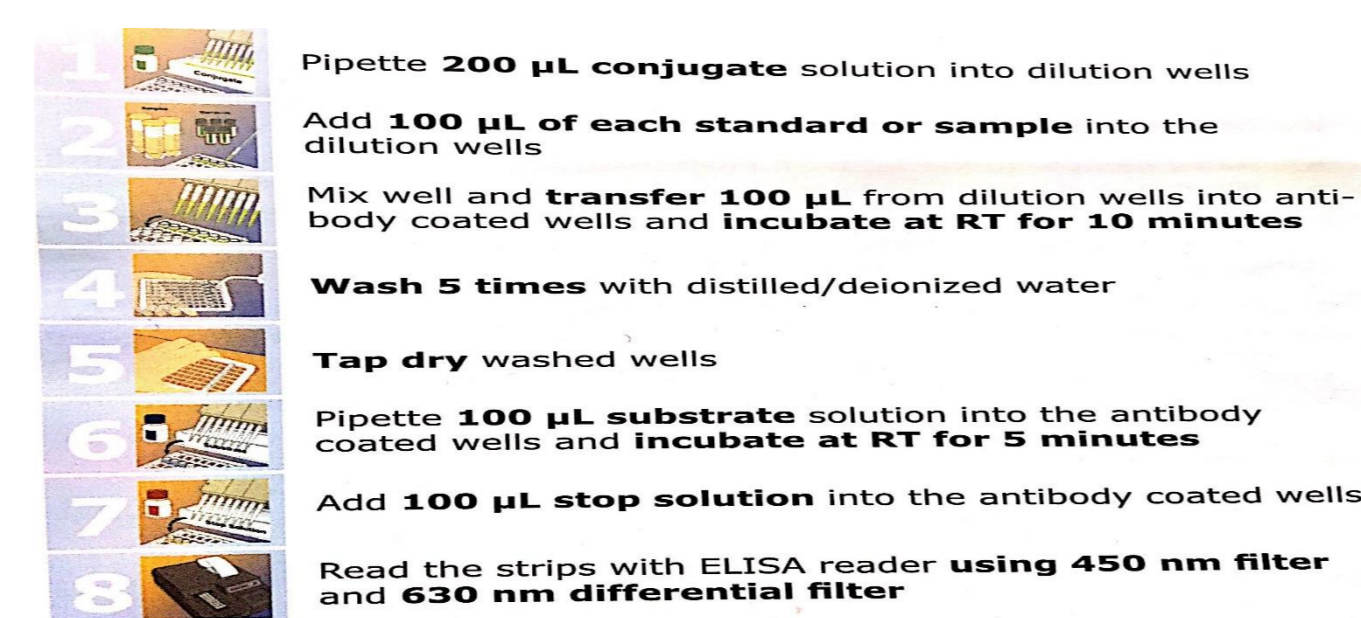 1
Conjugate
Pipette 200 µL conjugate solution into dilution wells
2
Samples
Add 100 µL of each standard or sample into the
dilution wells
3
Mix well and transfer 100 µL from dilution wells into anti-
body coated wells and incubate at RT for 10 minutes
4
Wash 5 times with distilled/deionized water
5
Tap dry washed wells
6
Pipette 100 µL substrate solution into the antibody
coated wells and incubate at RT for 5 minutes
7
Stop Solution
Add 100 µL stop solution into the antibody coated wells
8
Read the strips with ELISA reader using 450 nm filter
and 630 nm differential filter